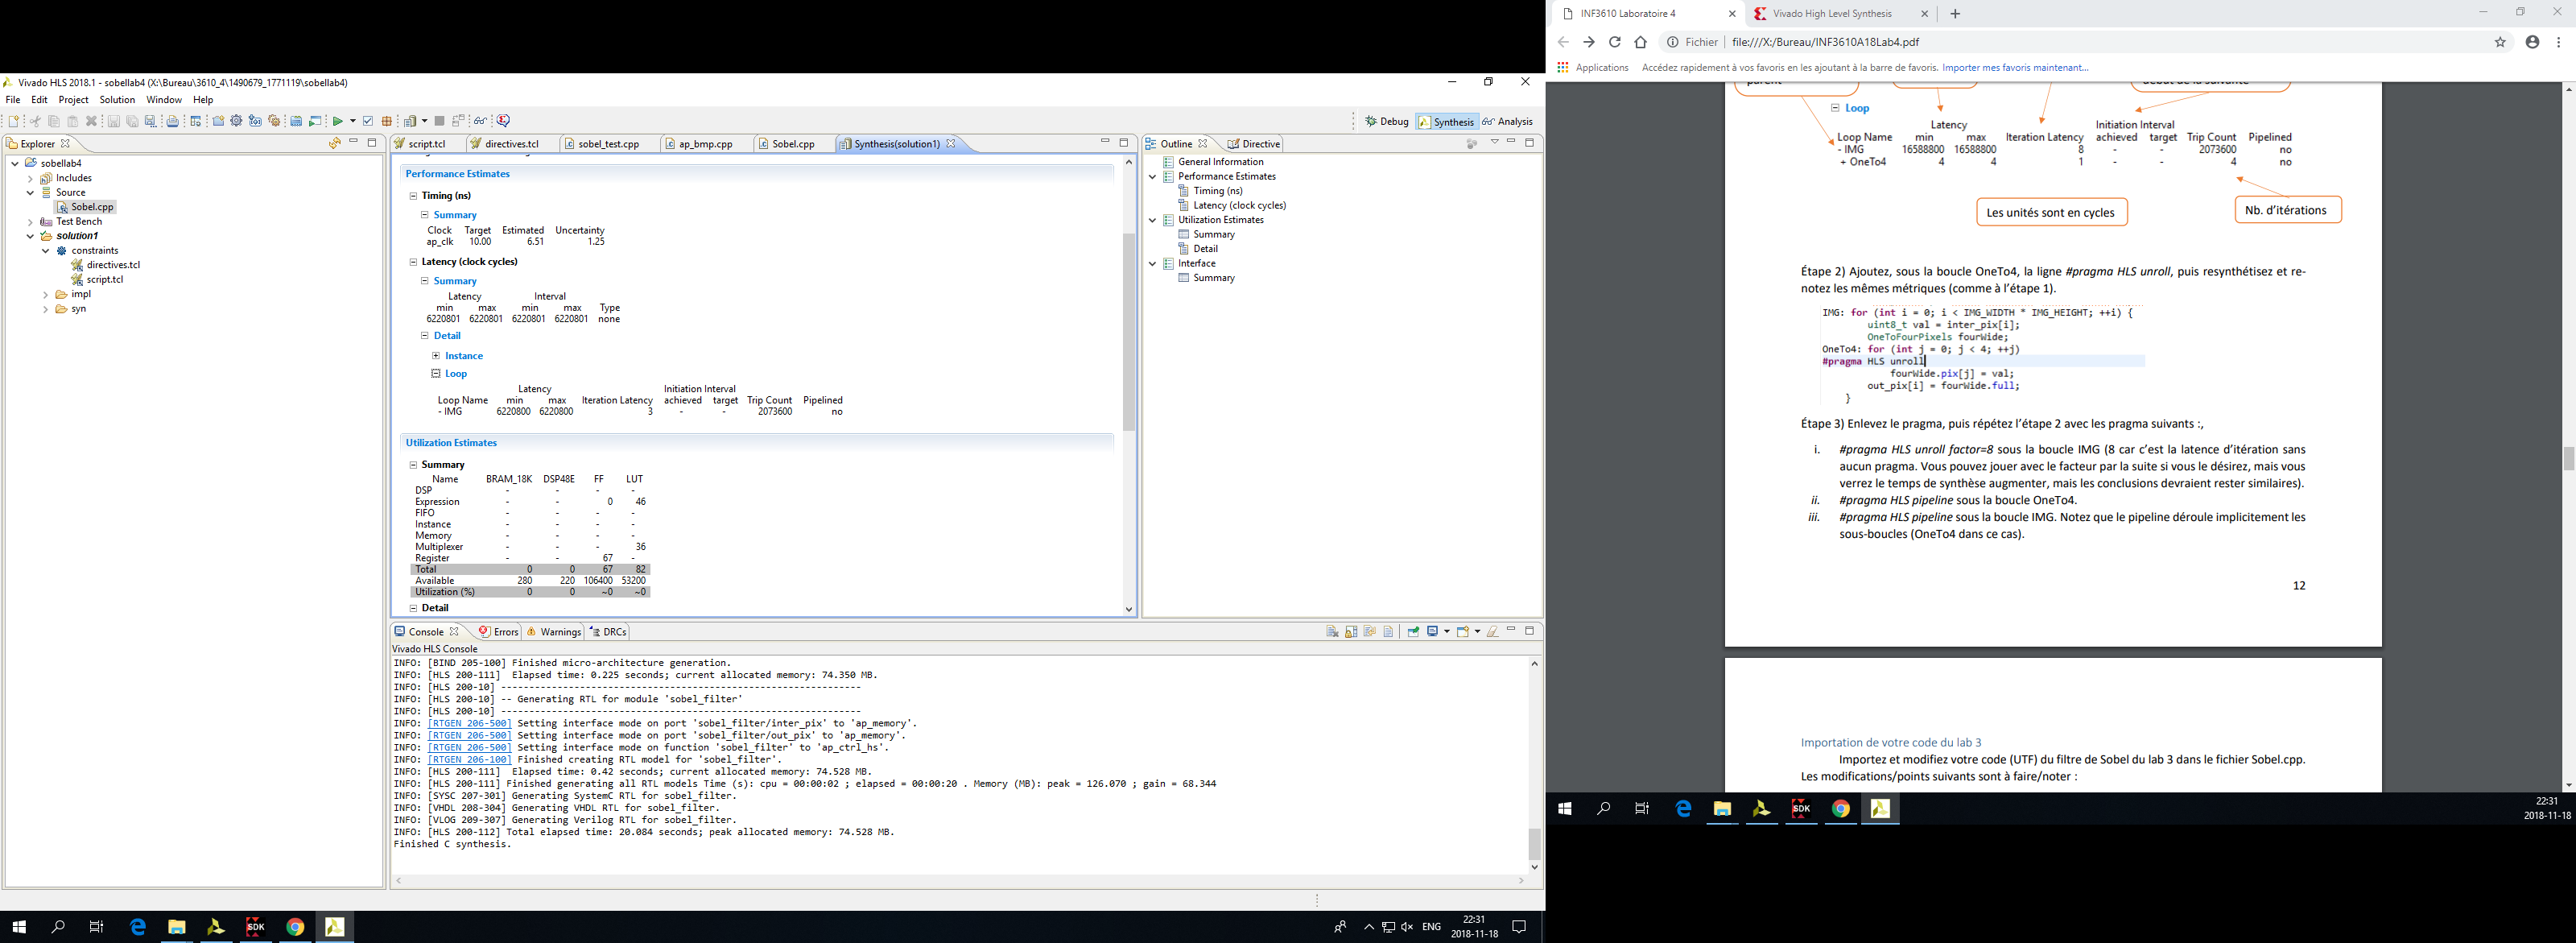 Vivado HLS 2018.1 - sobellab4 (X:\Bureau\3610_4\1490679_1771119\sobellab4)
File Edit Project Solution Window Help
Debug Synthesis Analysis
Explorer
sobellab4
Includes
Source
Sobel.cpp
Test Bench
solution1
constraints
directives.tcl
script.tcl
impl
syn
script.tcl directives.tcl sobel_test.cpp ap_bmp.cpp Sobel.cpp Synthesis(solution1)
Performance Estimates
Timing (ns)
Summary
Clock Target Estimated Uncertainty
ap_clk 10.00 6.51 1.25
Latency (clock cycles)
Summary
Latency Interval
min max min max Type
6220801 6220801 6220801 6220801 none
Detail
Instance
Loop
Latency Initiation Interval
Loop Name min max Iteration Latency achieved target Trip Count Pipelined
- IMG 6220800 6220800 3 - - 2073600 no
Utilization Estimates
Summary
Name BRAM_18K DSP48E FF LUT
DSP - - - -
Expression - - 0 46
FIFO - - - -
Instance - - - -
Memory - - - -
Multiplexer - - - 36
Register - - 67 -
Total 0 0 67 82
Available 280 220 106400 53200
Utilization (%) 0 0 ~0 ~0
Detail
Outline Directive
General Information
Performance Estimates
Timing (ns)
Latency (clock cycles)
Utilization Estimates
Summary
Detail
Interface
Summary
Console Errors Warnings DRCs
Vivado HLS Console
INFO: [BIND 205-100] Finished micro-architecture generation.
INFO: [HLS 200-111]  Elapsed time: 0.225 seconds; current allocated memory: 74.350 MB.
INFO: [HLS 200-10] ----------------------------------------------------------------
INFO: [HLS 200-10] -- Generating RTL for module 'sobel_filter'
INFO: [HLS 200-10] ----------------------------------------------------------------
INFO: [RTGEN 206-500] Setting interface mode on port 'sobel_filter/inter_pix' to 'ap_memory'.
INFO: [RTGEN 206-500] Setting interface mode on port 'sobel_filter/out_pix' to 'ap_memory'.
INFO: [RTGEN 206-500] Setting interface mode on function 'sobel_filter' to 'ap_ctrl_hs'.
INFO: [RTGEN 206-100] Finished creating RTL model for 'sobel_filter'.
INFO: [HLS 200-111]  Elapsed time: 0.42 seconds; current allocated memory: 74.528 MB.
INFO: [HLS 200-111] Finished generating all RTL models Time (s): cpu = 00:00:02 ; elapsed = 00:00:20 . Memory (MB): peak = 126.070 ; gain = 68.344
INFO: [SYSC 207-301] Generating SystemC RTL for sobel_filter.
INFO: [VHDL 208-304] Generating VHDL RTL for sobel_filter.
INFO: [VLOG 209-307] Generating Verilog RTL for sobel_filter.
INFO: [HLS 200-112] Total elapsed time: 20.084 seconds; peak allocated memory: 74.528 MB.
Finished C synthesis.
SDK
ENG
22:31
2018-11-18
INF3610 Laboratoire 4 Vivado High Level Synthesis
Fichier file:///X:/Bureau/INF3610A18Lab4.pdf
Applications Accédez rapidement à vos favoris en les ajoutant à la barre de favoris. Importer mes favoris maintenant...
parent
début de la suivante
Loop
Latency Initiation Interval
Loop Name min max Iteration Latency achieved target Trip Count Pipelined
- IMG 16588800 16588800 8 - - 2073600 no
+ OneTo4 4 4 1 - - 4 no
Les unités sont en cycles
Nb. d'itérations
Étape 2) Ajoutez, sous la boucle OneTo4, la ligne #pragma HLS unroll, puis resynthétisez et re-
notez les mêmes métriques (comme à l'étape 1).
IMG: for (int i = 0; i < IMG_WIDTH * IMG_HEIGHT; ++i) {
uint8_t val = inter_pix[i];
OneToFourPixels fourWide;
OneTo4: for (int j = 0; j < 4; ++j)
#pragma HLS unroll
fourWide.pix[j] = val;
out_pix[i] = fourWide.full;
}
Étape 3) Enlevez le pragma, puis répétez l'étape 2 avec les pragma suivants :,
i. #pragma HLS unroll factor=8 sous la boucle IMG (8 car c'est la latence d'itération sans
aucun pragma. Vous pouvez jouer avec le facteur par la suite si vous le désirez, mais vous
verrez le temps de synthèse augmenter, mais les conclusions devraient rester similaires).
ii. #pragma HLS pipeline sous la boucle OneTo4.
iii. #pragma HLS pipeline sous la boucle IMG. Notez que le pipeline déroule implicitement les
sous-boucles (OneTo4 dans ce cas).
12
Importation de votre code du lab 3
Importez et modifiez votre code (UTF) du filtre de Sobel du lab 3 dans le fichier Sobel.cpp.
Les modifications/points suivants sont à faire/noter :
SDK
22:31
2018-11-18